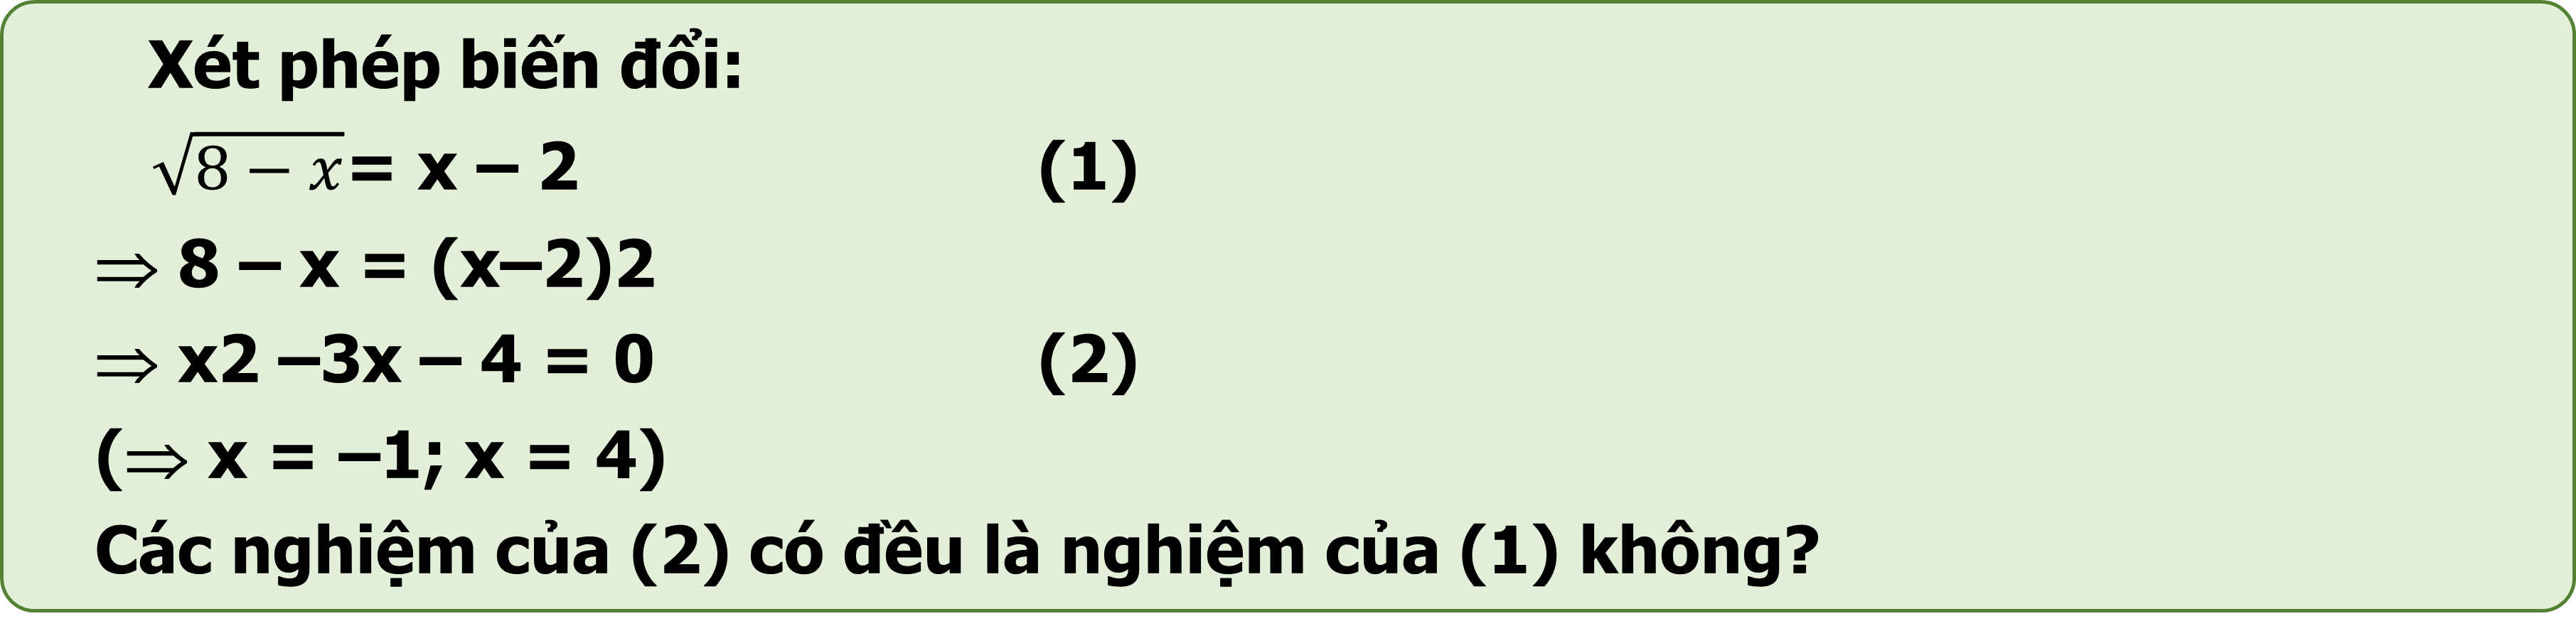 Xét phép biến đổi:
√8 − x = x – 2 (1)
⇒ 8 – x = (x–2)2
⇒ x2 –3x – 4 = 0 (2)
(⇒ x = –1; x = 4)
Các nghiệm của (2) có đều là nghiệm của (1) không?